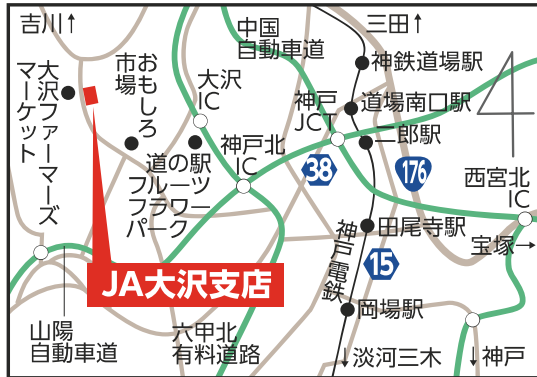 吉川↑
中国
自動車道
三田↑
神鉄道場駅
道場南口駅
二郎駅
神戸
JCT
大沢
IC
おもしろ
市場
大沢ファーマーズ
マーケット
道の駅
フルーツ
フラワー
パーク
神戸北
IC
38
176
西宮北
IC
宝塚→
田尾寺駅
神戸電鉄
15
JA大沢支店
岡場駅
山陽
自動車道
六甲北
有料道路
↓淡河三木
↓神戸
4